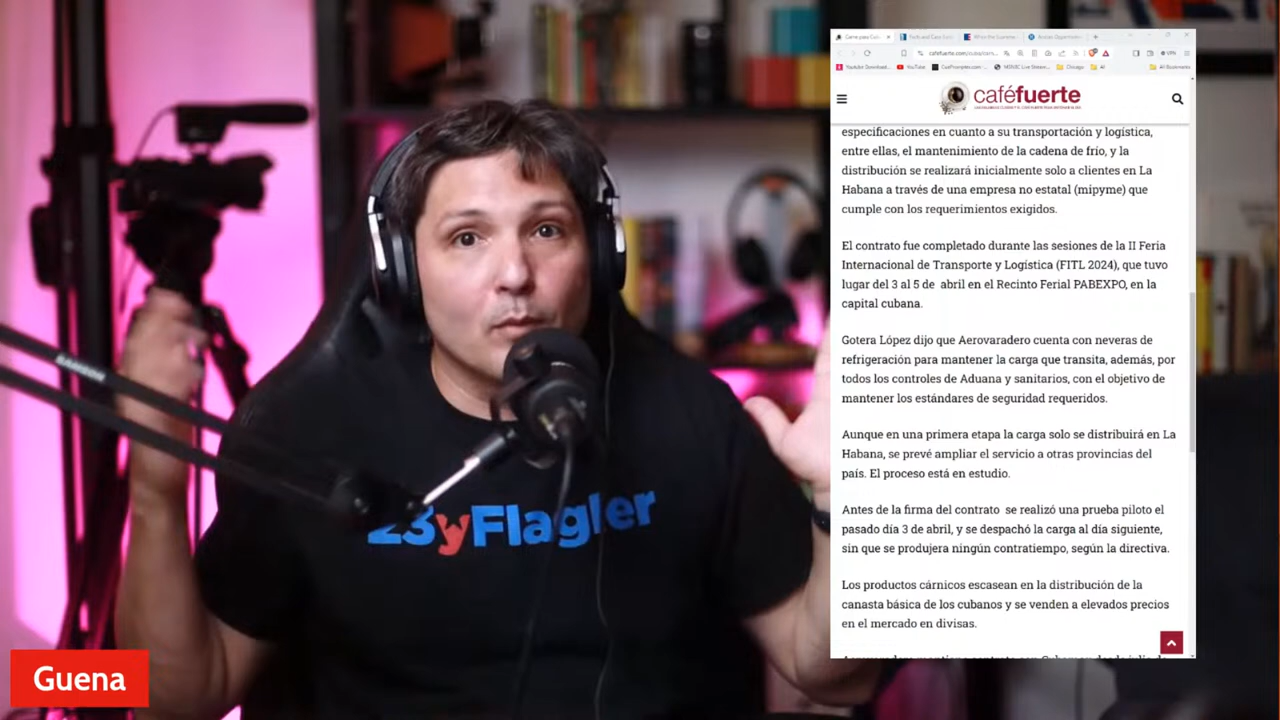 SAMSON
23yFlagler
Guena
caféfuerte
especificaciones en cuanto a su transportación y logística,
entre ellas, el mantenimiento de la cadena de frío, y la
distribución se realizará inicialmente solo a clientes en La
Habana a través de una empresa no estatal (mipyme) que
cumple con los requerimientos exigidos.
El contrato fue completado durante las sesiones de la II Feria
Internacional de Transporte y Logística (FITL 2024), que tuvo
lugar del 3 al 5 de abril en el Recinto Ferial PABEXPO, en la
capital cubana.
Gotera López dijo que Aerovaradero cuenta con neveras de
refrigeración para mantener la carga que transita, además, por
todos los controles de Aduana y sanitarios, con el objetivo de
mantener los estándares de seguridad requeridos.
Aunque en una primera etapa la carga solo se distribuirá en La
Habana, se prevé ampliar el servicio a otras provincias del
país. El proceso está en estudio.
Antes de la firma del contrato se realizó una prueba piloto el
pasado día 3 de abril, y se despachó la carga al día siguiente,
sin que se produjera ningún contratiempo, según la directiva.
Los productos cárnicos escasean en la distribución de la
canasta básica de los cubanos y se venden a elevados precios
en el mercado en divisas.